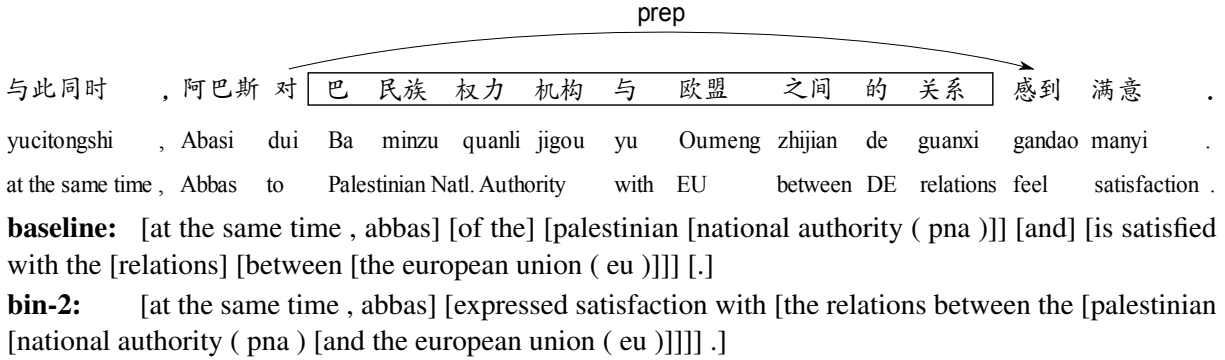 prep
与此同时 , 阿巴斯 对 巴 民族 权力 机构 与 欧盟 之间 的 关系 感到 满意 .
yucitongshi , Abasi dui Ba minzu quanli jigou yu Oumeng zhijian de guanxi gandao manyi .
at the same time , Abbas to Palestinian Natl. Authority with EU between DE relations feel satisfaction .
baseline: [at the same time , abbas] [of the] [palestinian [national authority ( pna )]] [and] [is satisfied
with the [relations] [between [the european union ( eu )]]] [.]
bin-2: [at the same time , abbas] [expressed satisfaction with [the relations between the [palestinian
[national authority ( pna ) [and the european union ( eu )]]]] .]